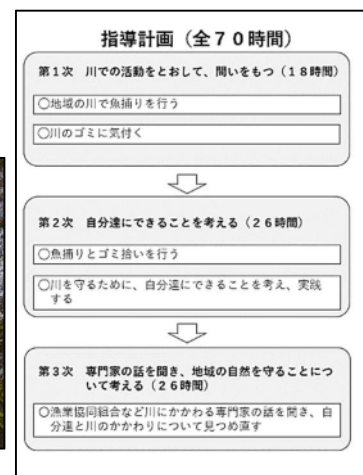 指導計画（全７０時間）
第１次　川での活動をとおして、問いをもつ（１８時間）
○地域の川で魚捕りを行う
○川のゴミに気付く
第２次　自分達にできることを考える（２６時間）
○魚捕りとゴミ拾いを行う
○川を守るために、自分達にできることを考え、実践
する
第３次　専門家の話を聞き、地域の自然を守ることにつ
いて考える（２６時間）
○漁業協同組合など川にかかわる専門家の話を聞き、自
分達と川のかかわりについて見つめ直す